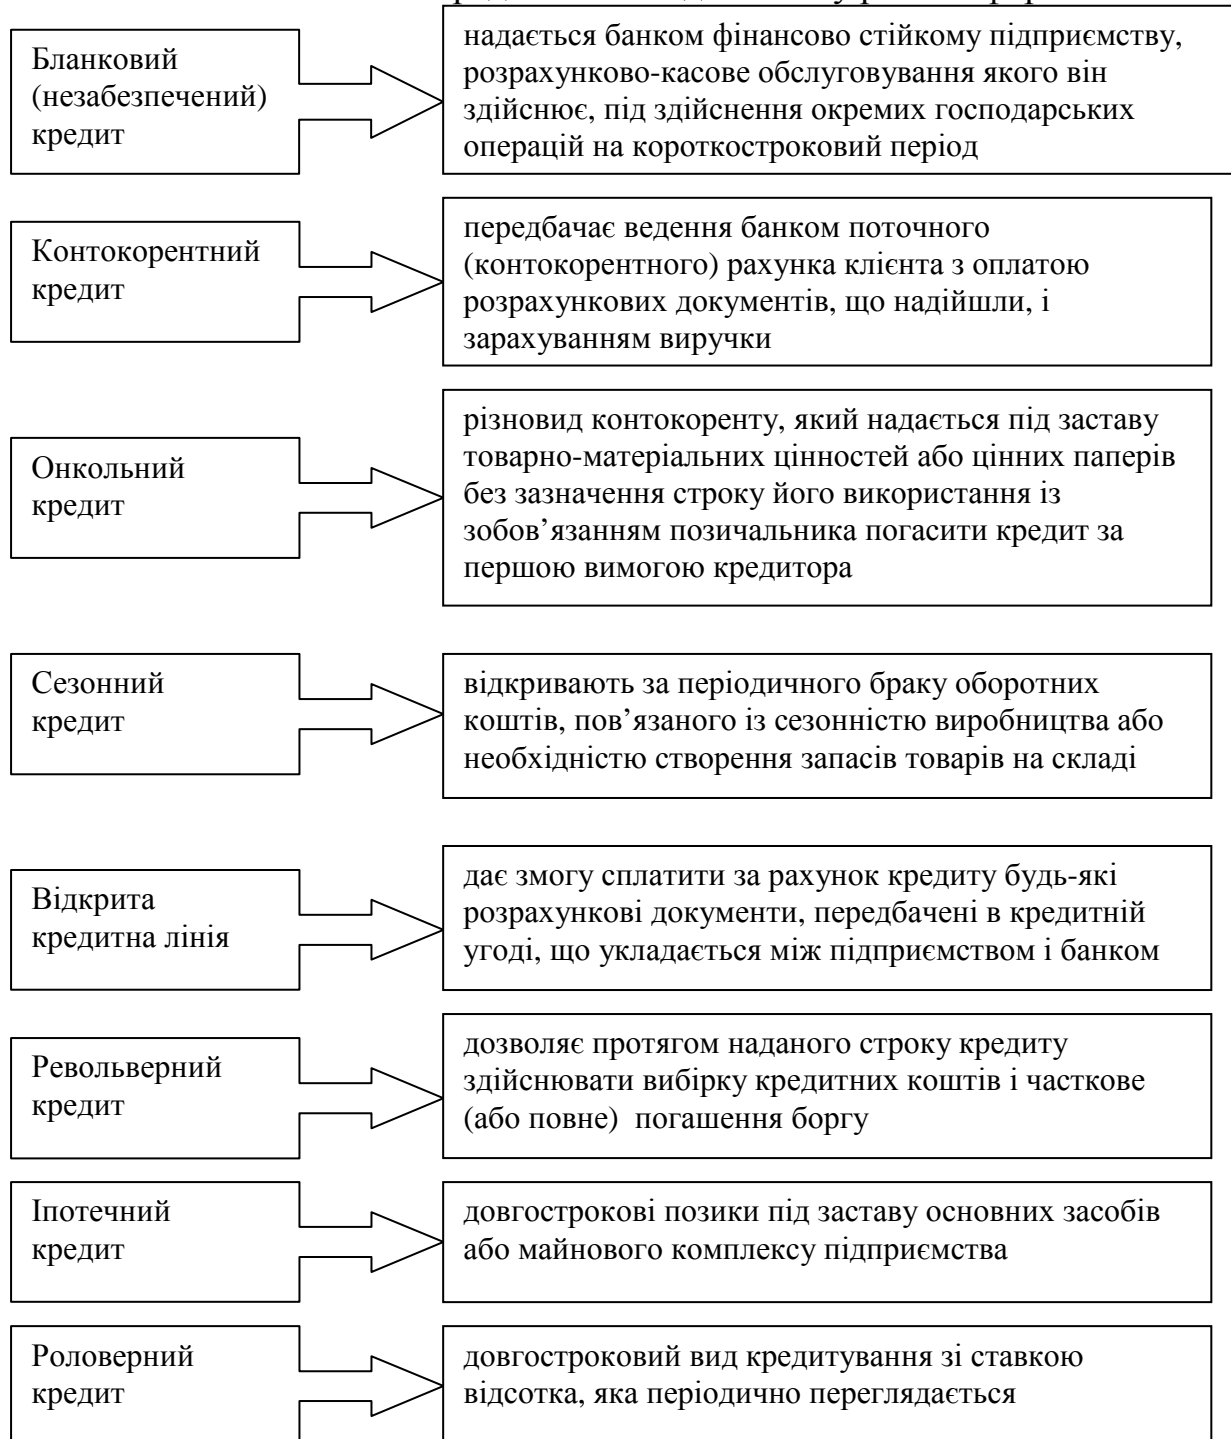 Бланковий
(незабезпечений)
кредит
надається банком фінансово стійкому підприємству,
розрахунково-касове обслуговування якого він
здійснює, під здійснення окремих господарських
операцій на короткостроковий період
Контокорентний
кредит
передбачає ведення банком поточного
(контокорентного) рахунка клієнта з оплатою
розрахункових документів, що надійшли, і
зарахуванням виручки
Онкольний
кредит
різновид контокоренту, який надається під заставу
товарно-матеріальних цінностей або цінних паперів
без зазначення строку його використання із
зобов’язанням позичальника погасити кредит за
першою вимогою кредитора
Сезонний
кредит
відкривають за періодичного браку оборотних
коштів, пов’язаного із сезонністю виробництва або
необхідністю створення запасів товарів на складі
Відкрита
кредитна лінія
дає змогу сплатити за рахунок кредиту будь-які
розрахункові документи, передбачені в кредитній
угоді, що укладається між підприємством і банком
Револьверний
кредит
дозволяє протягом наданого строку кредиту
здійснювати вибірку кредитних коштів і часткове
(або повне)  погашення боргу
Іпотечний
кредит
довгострокові позики під заставу основних засобів
або майнового комплексу підприємства
Роловерний
кредит
довгостроковий вид кредитування зі ставкою
відсотка, яка періодично переглядається